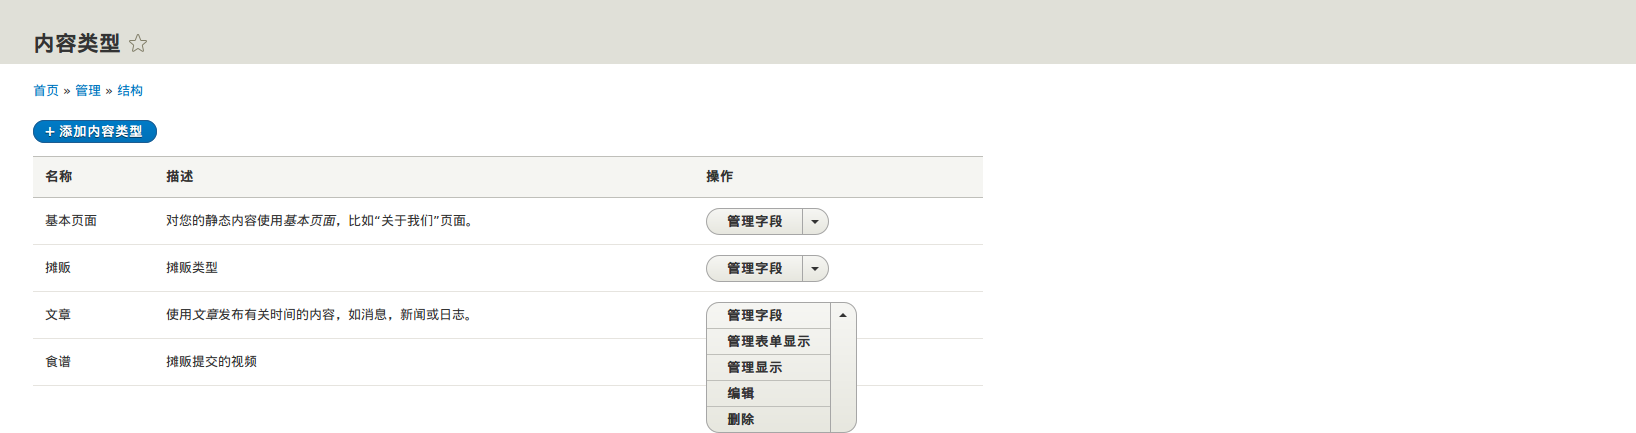 内容类型
首页 » 管理 » 结构
+ 添加内容类型
名称 描述 操作
基本页面 对您的静态内容使用基本页面，比如“关于我们”页面。 管理字段
摊贩 摊贩类型 管理字段
文章 使用文章发布有关时间的内容，如消息，新闻或日志。 管理字段
管理表单显示
食谱 摊贩提交的视频 管理显示
编辑
删除